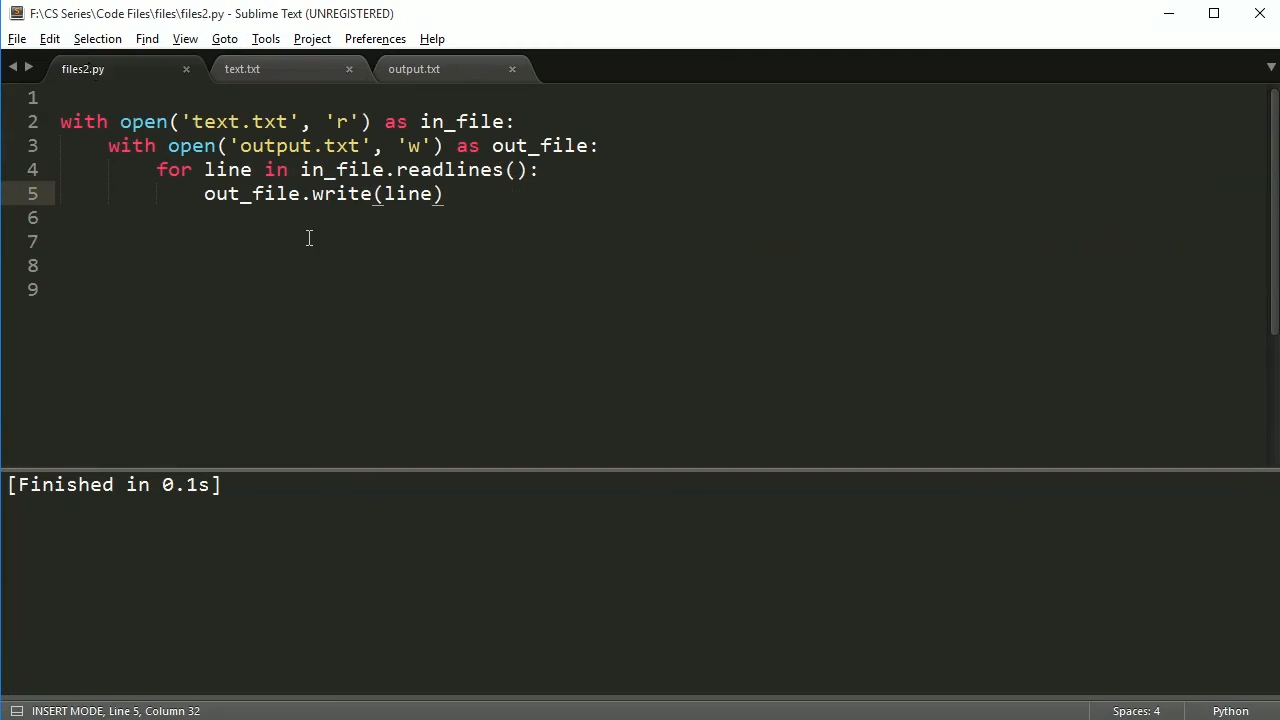 F:\CS Series\Code Files\files\files2.py - Sublime Text (UNREGISTERED)
File Edit Selection Find View Goto Tools Project Preferences Help
files2.py text.txt output.txt
1
2 with open('text.txt', 'r') as in_file:
3     with open('output.txt', 'w') as out_file:
4         for line in in_file.readlines():
5             out_file.write(line)
6
7
8
9
[Finished in 0.1s]
INSERT MODE, Line 5, Column 32 Spaces: 4 Python